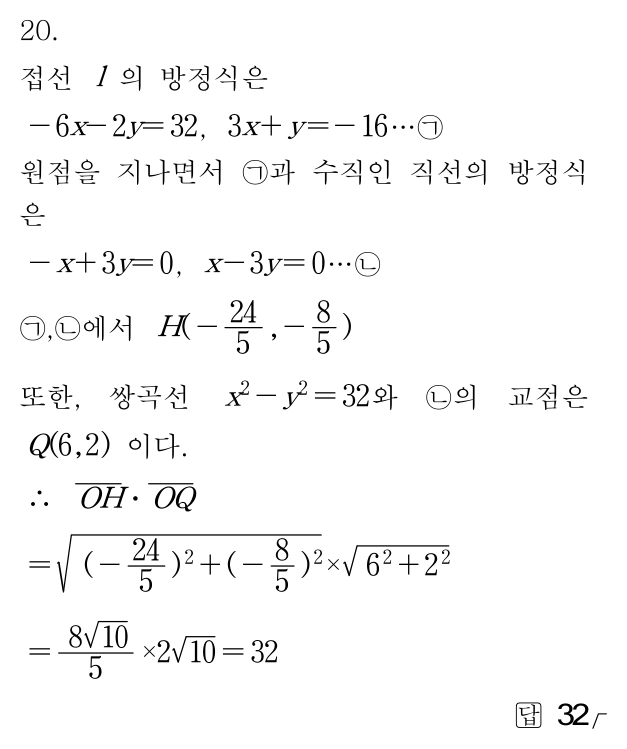 20.
접선 l 의 방정식은
−6x−2y=32, 3x+y=−16⋯㉠
원점을 지나면서 ㉠과 수직인 직선의 방정식
은
−x+3y=0, x−3y=0⋯㉡
㉠,㉡에서 H(−24/5,−8/5)
또한, 쌍곡선 x²−y²=32와 ㉡의 교점은
Q(6,2) 이다.
∴ \overline{OH}·\overline{OQ}
=√((−24/5)²+(−8/5)²)×√(6²+2²)
=8√10/5×2√10=32
답 32